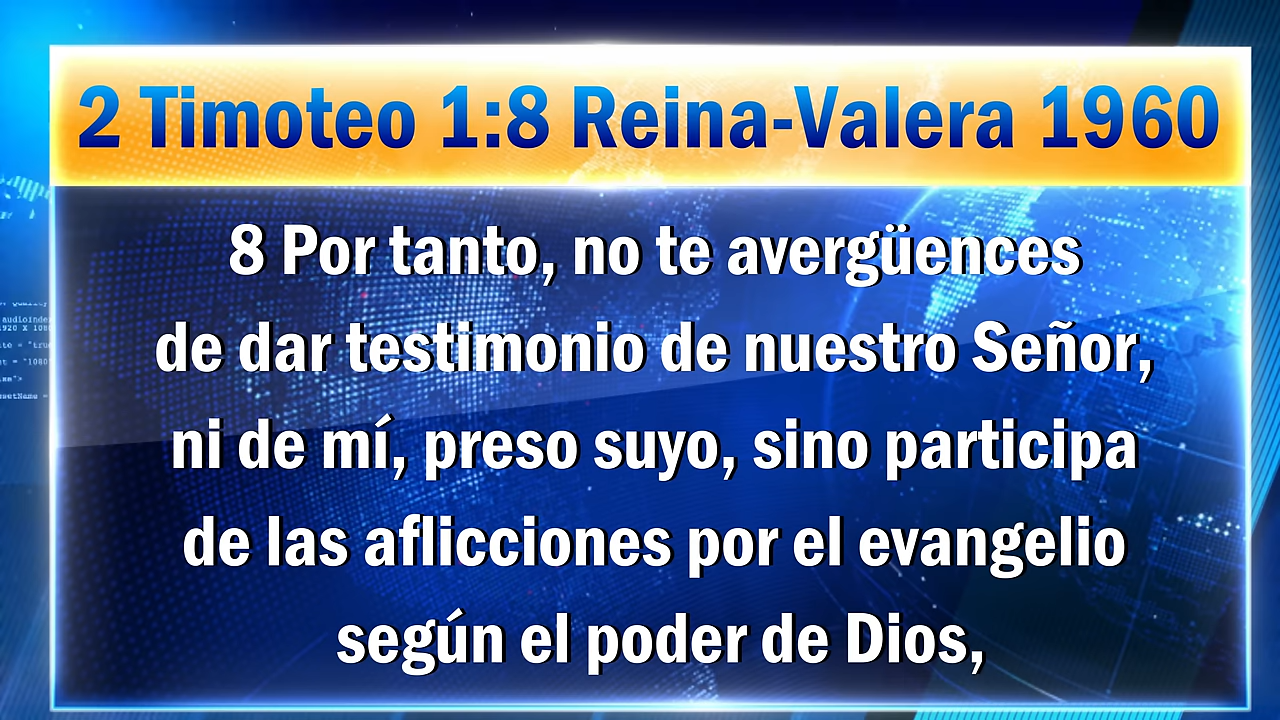 2 Timoteo 1:8 Reina-Valera 1960
8 Por tanto, no te avergüences
de dar testimonio de nuestro Señor,
ni de mí, preso suyo, sino participa
de las aflicciones por el evangelio
según el poder de Dios,